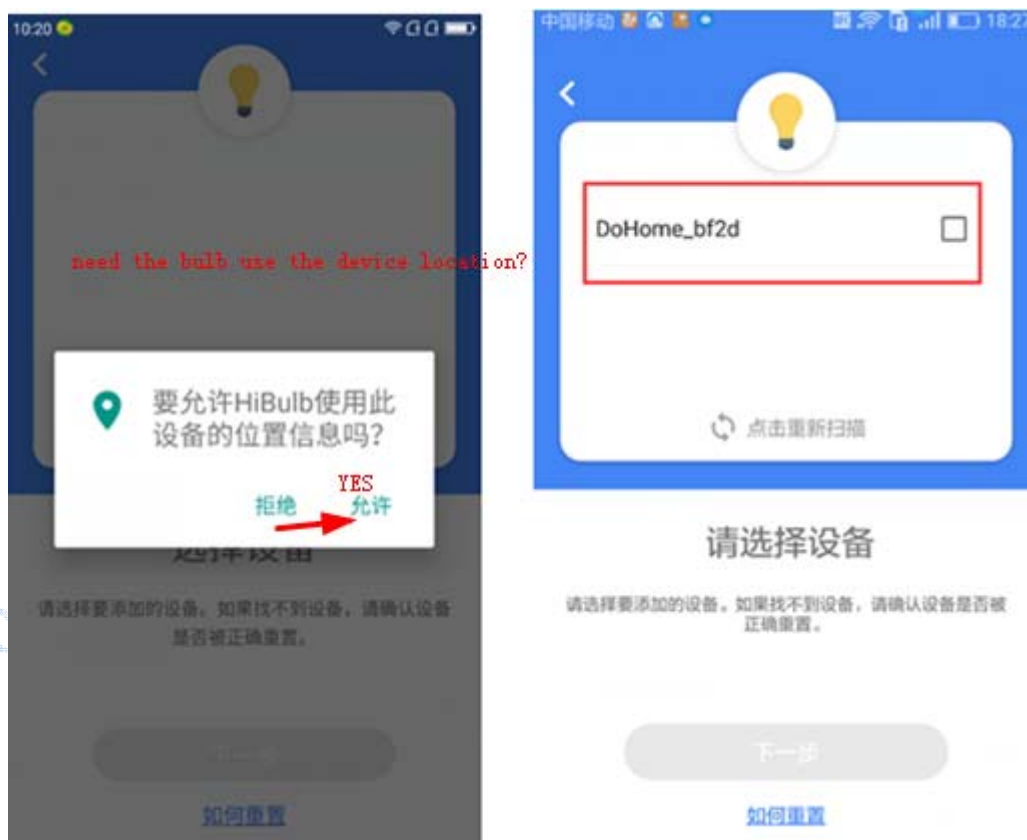 10:20
need the bulb use the device location?
要允许HiBulb使用此
设备的位置信息吗?
YES
拒绝 允许
选择设备
请选择要添加的设备。如果找不到设备,请确认设备
是否被正确重置。
如何重置
中国移动 18:27
DoHome_bf2d
点击重新扫描
请选择设备
请选择要添加的设备。如果找不到设备,请确认设备是否被
正确重置。
下一步
如何重置